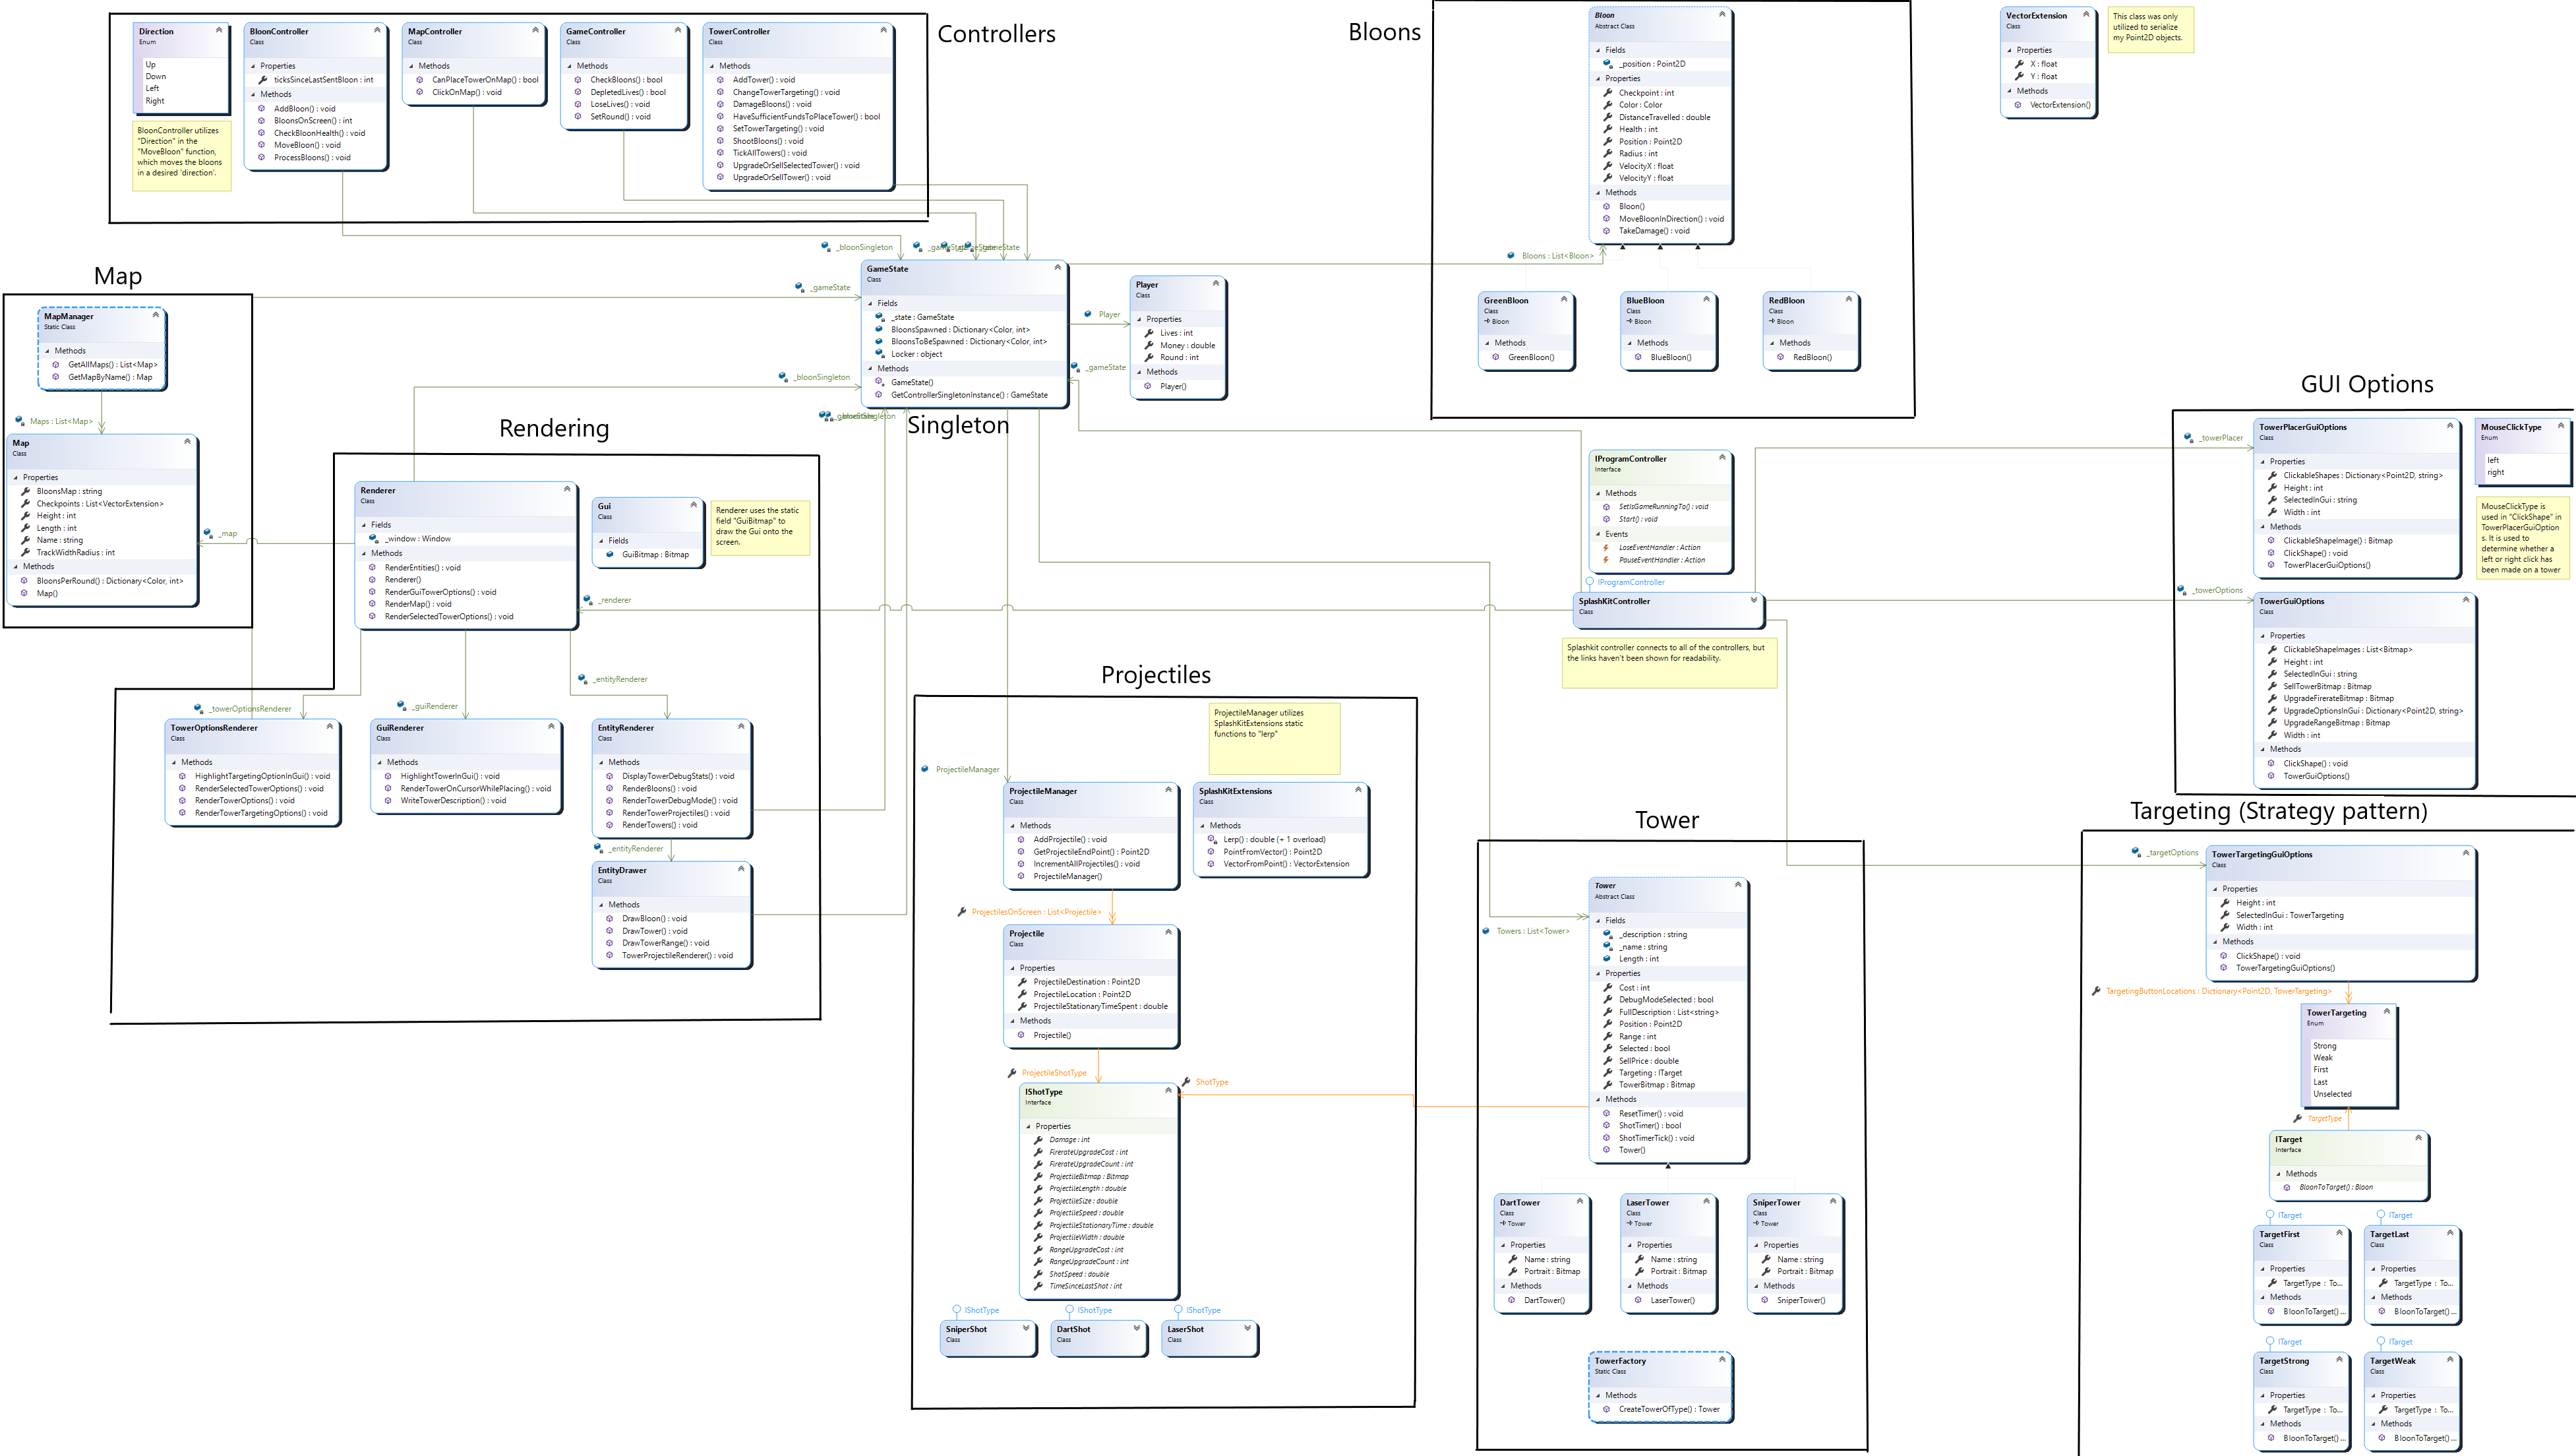 Controllers
Direction
Enum
Up
Down
Left
Right
BloonController utilizes
"Direction" in the
"MoveBloon" function,
which moves the bloons
in a desired 'direction'.
BloonController
Class
Properties
ticksSinceLastSentBloon : int
Methods
AddBloon() : void
BloonsOnScreen() : int
CheckBloonHealth() : void
MoveBloon() : void
ProcessBloons() : void
MapController
Class
Methods
CanPlaceTowerOnMap() : bool
ClickOnMap() : void
GameController
Class
Methods
CheckBloons() : bool
DepletedLives() : bool
LoseLives() : void
SetRound() : void
TowerController
Class
Methods
AddTower() : void
ChangeTowerTargeting() : void
DamageBloons() : void
HaveSufficientFundsToPlaceTower() : bool
SetTowerTargeting() : void
ShootBloons() : void
TickAllTowers() : void
UpgradeOrSellSelectedTower() : void
UpgradeOrSellTower() : void
Bloons
Bloon
Abstract Class
Fields
_position : Point2D
Properties
Checkpoint : int
Color : Color
DistanceTravelled : double
Health : int
Position : Point2D
Radius : int
VelocityX : float
VelocityY : float
Methods
Bloon()
MoveBloonInDirection() : void
TakeDamage() : void
Bloons : List<Bloon>
GreenBloon
Class
Bloon
Methods
GreenBloon()
BlueBloon
Class
Bloon
Methods
BlueBloon()
RedBloon
Class
Bloon
Methods
RedBloon()
VectorExtension
Class
Properties
X : float
Y : float
Methods
VectorExtension()
This class was only
utilized to serialize
my Point2D objects.
_bloonSingleton
_gameState
GameState
Class
Fields
_state : GameState
BloonsSpawned : Dictionary<Color, int>
BloonsToBeSpawned : Dictionary<Color, int>
Locker : object
Methods
GameState()
GetControllerSingletonInstance() : GameState
Singleton
_gameState
_bloonSingleton
Player
Player
Class
Properties
Lives : int
Money : double
Round : int
Methods
Player()
_gameState
Map
MapManager
Static Class
Methods
GetAllMaps() : List<Map>
GetMapByName() : Map
Maps : List<Map>
Map
Class
Properties
BloonsMap : string
Checkpoints : List<VectorExtension>
Height : int
Length : int
Name : string
TrackWidthRadius : int
Methods
BloonsPerRound() : Dictionary<Color, int>
Map()
_map
Rendering
Renderer
Class
Fields
_window : Window
Methods
RenderEntities() : void
Renderer()
RenderGuiTowerOptions() : void
RenderMap() : void
RenderSelectedTowerOptions() : void
Gui
Class
Fields
GuiBitmap : Bitmap
Renderer uses the static
field "GuiBitmap" to
draw the Gui onto the
screen.
_renderer
_towerOptionsRenderer
_guiRenderer
_entityRenderer
TowerOptionsRenderer
Class
Methods
HighlightTargetingOptionInGui() : void
RenderSelectedTowerOptions() : void
RenderTowerOptions() : void
RenderTowerTargetingOptions() : void
GuiRenderer
Class
Methods
HighlightTowerInGui() : void
RenderTowerOnCursorWhilePlacing() : void
WriteTowerDescription() : void
EntityRenderer
Class
Methods
DisplayTowerDebugStats() : void
RenderBloons() : void
RenderTowerDebugMode() : void
RenderTowerProjectiles() : void
RenderTowers() : void
_entityRenderer
EntityDrawer
Class
Methods
DrawBloon() : void
DrawTower() : void
DrawTowerRange() : void
TowerProjectileRenderer() : void
IProgramController
Interface
Methods
SetIsGameRunningTo() : void
Start() : void
Events
LoseEventHandler : Action
PauseEventHandler : Action
IProgramController
SplashKitController
Class
Splashkit controller connects to all of the controllers, but
the links haven't been shown for readability.
GUI Options
_towerPlacer
TowerPlacerGuiOptions
Class
Properties
ClickableShapes : Dictionary<Point2D, string>
Height : int
SelectedInGui : string
Width : int
Methods
ClickableShapeImage() : Bitmap
ClickShape() : void
TowerPlacerGuiOptions()
MouseClickType
Enum
left
right
MouseClickType is
used in "ClickShape" in
TowerPlacerGuiOption
s. It is used to
determine whether a
left or right click has
been made on a tower
_towerOptions
TowerGuiOptions
Class
Properties
ClickableShapeImages : List<Bitmap>
Height : int
SelectedInGui : string
SellTowerBitmap : Bitmap
UpgradeFirerateBitmap : Bitmap
UpgradeOptionsInGui : Dictionary<Point2D, string>
UpgradeRangeBitmap : Bitmap
Width : int
Methods
ClickShape() : void
TowerGuiOptions()
Projectiles
ProjectileManager utilizes
SplashKitExtensions static
functions to "lerp"
ProjectileManager
ProjectileManager
Class
Methods
AddProjectile() : void
GetProjectileEndPoint() : Point2D
IncrementAllProjectiles() : void
ProjectileManager()
SplashKitExtensions
Class
Methods
Lerp() : double (+ 1 overload)
PointFromVector() : Point2D
VectorFromPoint() : VectorExtension
ProjectilesOnScreen : List<Projectile>
Projectile
Class
Properties
ProjectileDestination : Point2D
ProjectileLocation : Point2D
ProjectileStationaryTimeSpent : double
Methods
Projectile()
ProjectileShotType
ShotType
IShotType
Interface
Properties
Damage : int
FirerateUpgradeCost : int
FirerateUpgradeCount : int
ProjectileBitmap : Bitmap
ProjectileLength : double
ProjectileSize : double
ProjectileSpeed : double
ProjectileStationaryTime : double
ProjectileWidth : double
RangeUpgradeCost : int
RangeUpgradeCount : int
ShotSpeed : double
TimeSinceLastShot : int
IShotType
IShotType
IShotType
SniperShot
Class
DartShot
Class
LaserShot
Class
Tower
Towers : List<Tower>
Tower
Abstract Class
Fields
_description : string
_name : string
Length : int
Properties
Cost : int
DebugModeSelected : bool
FullDescription : List<string>
Position : Point2D
Range : int
Selected : bool
SellPrice : double
Targeting : ITarget
TowerBitmap : Bitmap
Methods
ResetTimer() : void
ShotTimer() : bool
ShotTimerTick() : void
Tower()
DartTower
Class
Tower
Properties
Name : string
Portrait : Bitmap
Methods
DartTower()
LaserTower
Class
Tower
Properties
Name : string
Portrait : Bitmap
Methods
LaserTower()
SniperTower
Class
Tower
Properties
Name : string
Portrait : Bitmap
Methods
SniperTower()
TowerFactory
Static Class
Methods
CreateTowerOfType() : Tower
Targeting (Strategy pattern)
_targetOptions
TowerTargetingGuiOptions
Class
Properties
Height : int
SelectedInGui : TowerTargeting
Width : int
Methods
ClickShape() : void
TowerTargetingGuiOptions()
TargetingButtonLocations : Dictionary<Point2D, TowerTargeting>
TowerTargeting
Enum
Strong
Weak
First
Last
Unselected
TargetType
ITarget
Interface
Methods
BloonToTarget() : Bloon
ITarget
ITarget
TargetFirst
Class
Properties
TargetType : To...
Methods
BloonToTarget() ...
TargetLast
Class
Properties
TargetType : To...
Methods
BloonToTarget() ...
ITarget
ITarget
TargetStrong
Class
Properties
TargetType : To...
Methods
BloonToTarget() ...
TargetWeak
Class
Properties
TargetType : To...
Methods
BloonToTarget() ...